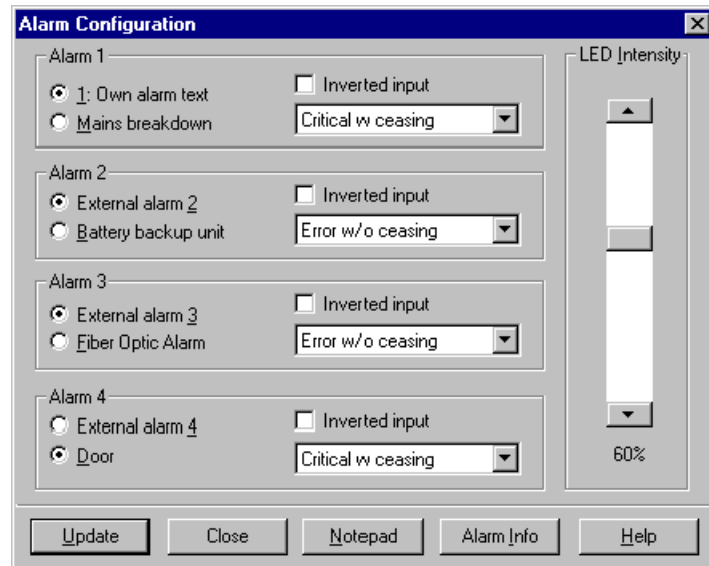 Alarm Configuration
Alarm 1
1: Own alarm text
Mains breakdown
Inverted input
Critical w ceasing
Alarm 2
External alarm 2
Battery backup unit
Inverted input
Error w/o ceasing
Alarm 3
External alarm 3
Fiber Optic Alarm
Inverted input
Error w/o ceasing
Alarm 4
External alarm 4
Door
Inverted input
Critical w ceasing
LED Intensity
60%
Update
Close
Notepad
Alarm Info
Help